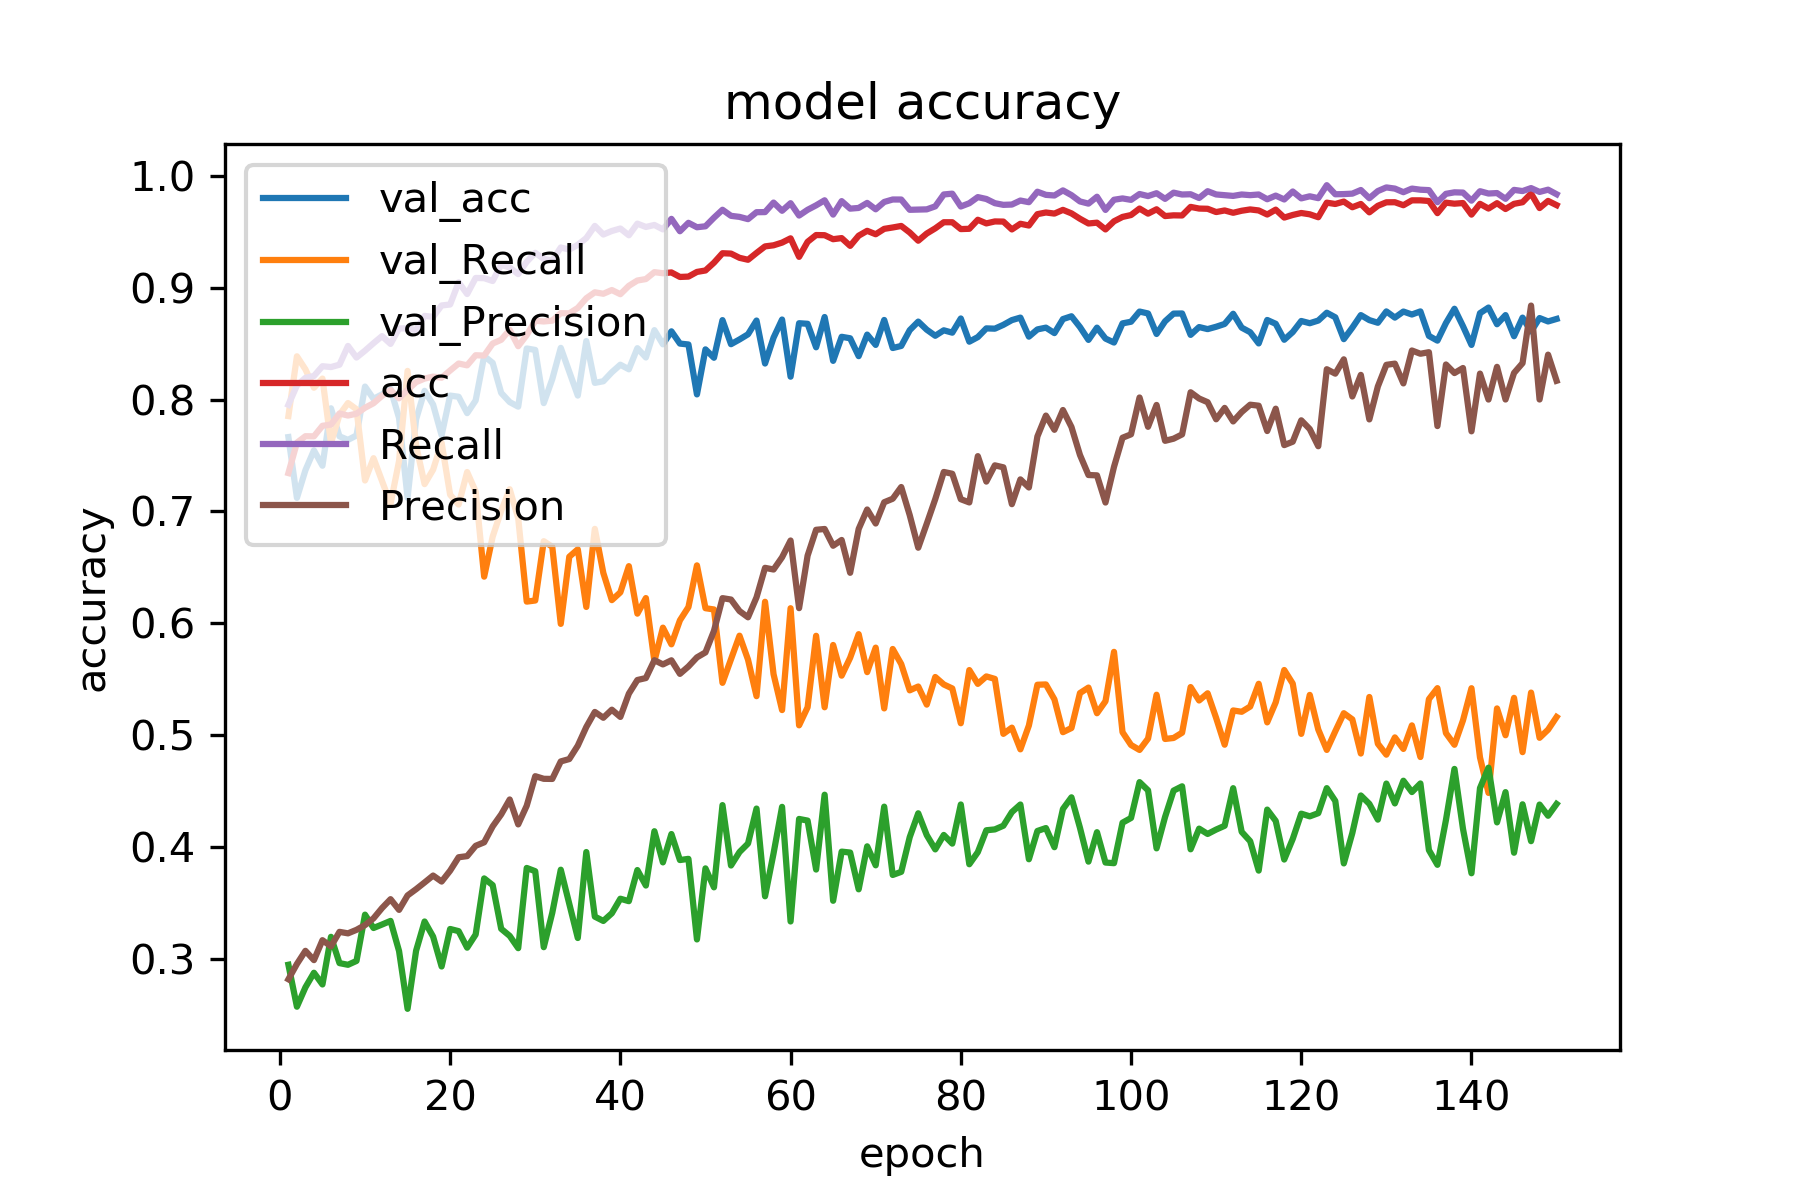 model accuracy
accuracy
1.0
0.9
0.8
0.7
0.6
0.5
0.4
0.3
val_acc
val_Recall
val_Precision
acc
Recall
Precision
0 20 40 60 80 100 120 140
epoch